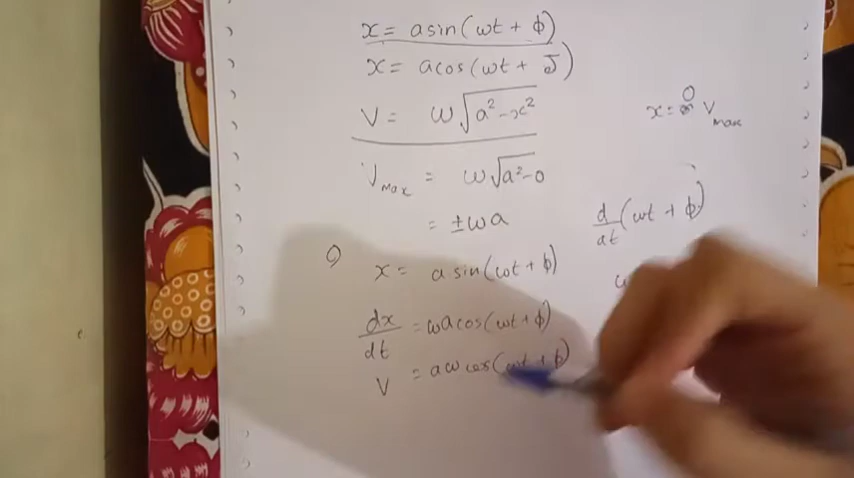 x = a sin(ωt + ϕ)
x = a cos(ωt + δ)
V = ω√a² - x²
x = 0 V max
V max = ω√a² - 0
= ±ωa
d/dt (ωt + ϕ)
x = a sin(ωt + ϕ)
dx/dt = ωa cos(ωt + ϕ)
V = aω cos(ωt + ϕ)